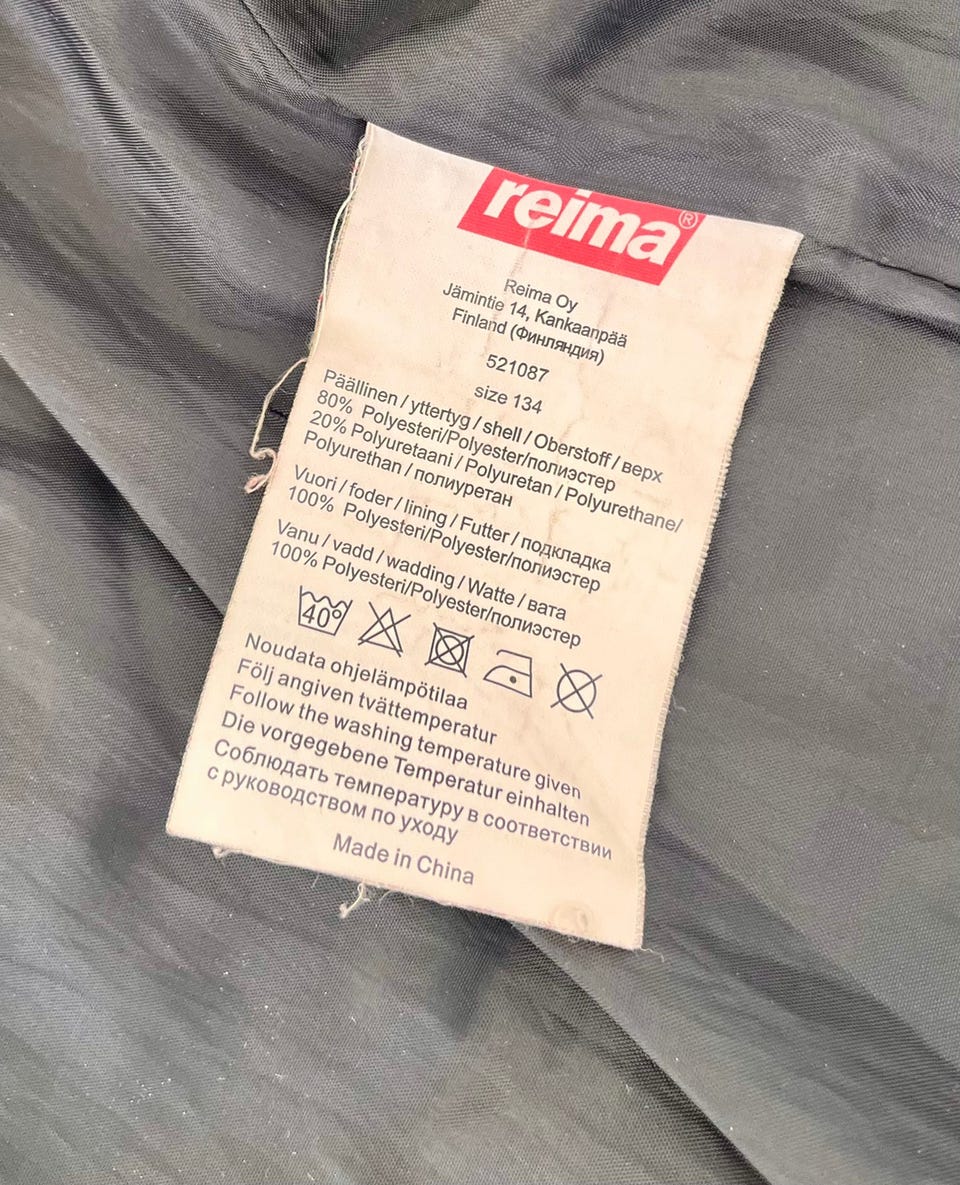 reima®
Reima Oy
Jämintie 14, Kankaanpää
Finland (Финляндия)
521087
size 134
Päällinen / yttertyg / shell / Oberstoff / верх
80% Polyesteri/Polyester/полиэстер
20% Polyuretaani / Polyuretan / Polyurethane/
Polyurethan / полиуретан
Vuori / foder / lining / Futter / подкладка
100% Polyesteri/Polyester/полиэстер
Vanu / vadd / wadding / Watte / вата
100% Polyesteri/Polyester/полиэстер
40°
Noudata ohjelämpötilaa
Följ angiven tvättemperatur
Follow the washing temperature given
Die vorgegebene Temperatur einhalten
Соблюдать температуру в соответствии
с руководством по уходу
Made in China